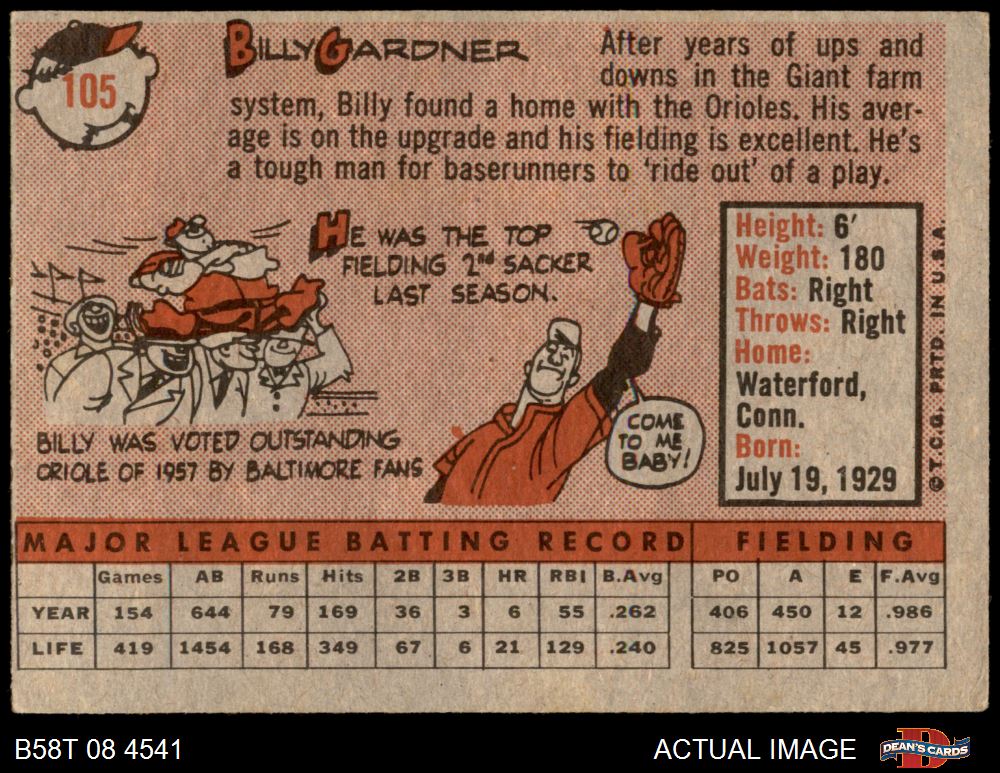 105
BILLY GARDNER
After years of ups and
downs in the Giant farm
system, Billy found a home with the Orioles. His aver-
age is on the upgrade and his fielding is excellent. He's
a tough man for baserunners to 'ride out' of a play.
HE WAS THE TOP
FIELDING 2nd SACKER
LAST SEASON.
BILLY WAS VOTED OUTSTANDING
ORIOLE OF 1957 BY BALTIMORE FANS
COME
TO ME
BABY!
Height: 6'
Weight: 180
Bats: Right
Throws: Right
Home:
Waterford,
Conn.
Born:
July 19, 1929
©T.C.G. PRTD. IN U.S.A.
MAJOR LEAGUE BATTING RECORD FIELDING
Games AB Runs Hits 2B 3B HR RBI B.Avg PO A E F.Avg
YEAR 154 644 79 169 36 3 6 55 .262 406 450 12 .986
LIFE 419 1454 168 349 67 6 21 129 .240 825 1057 45 .977
B58T 08 4541 ACTUAL IMAGE DEAN'S CARDS